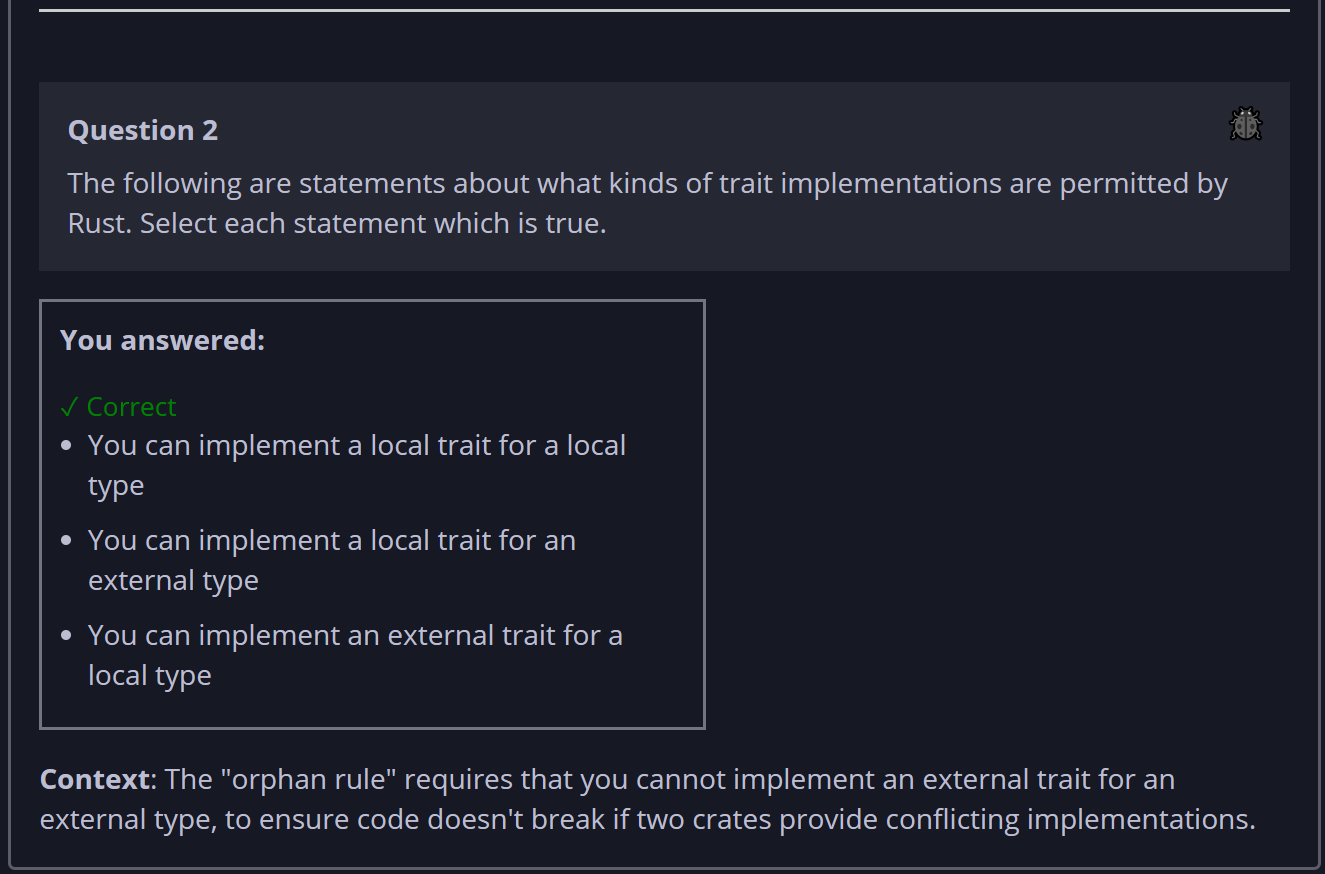 Question 2
The following are statements about what kinds of trait implementations are permitted by
Rust. Select each statement which is true.
You answered:
✓ Correct
• You can implement a local trait for a local
type
• You can implement a local trait for an
external type
• You can implement an external trait for a
local type
Context: The "orphan rule" requires that you cannot implement an external trait for an
external type, to ensure code doesn't break if two crates provide conflicting implementations.